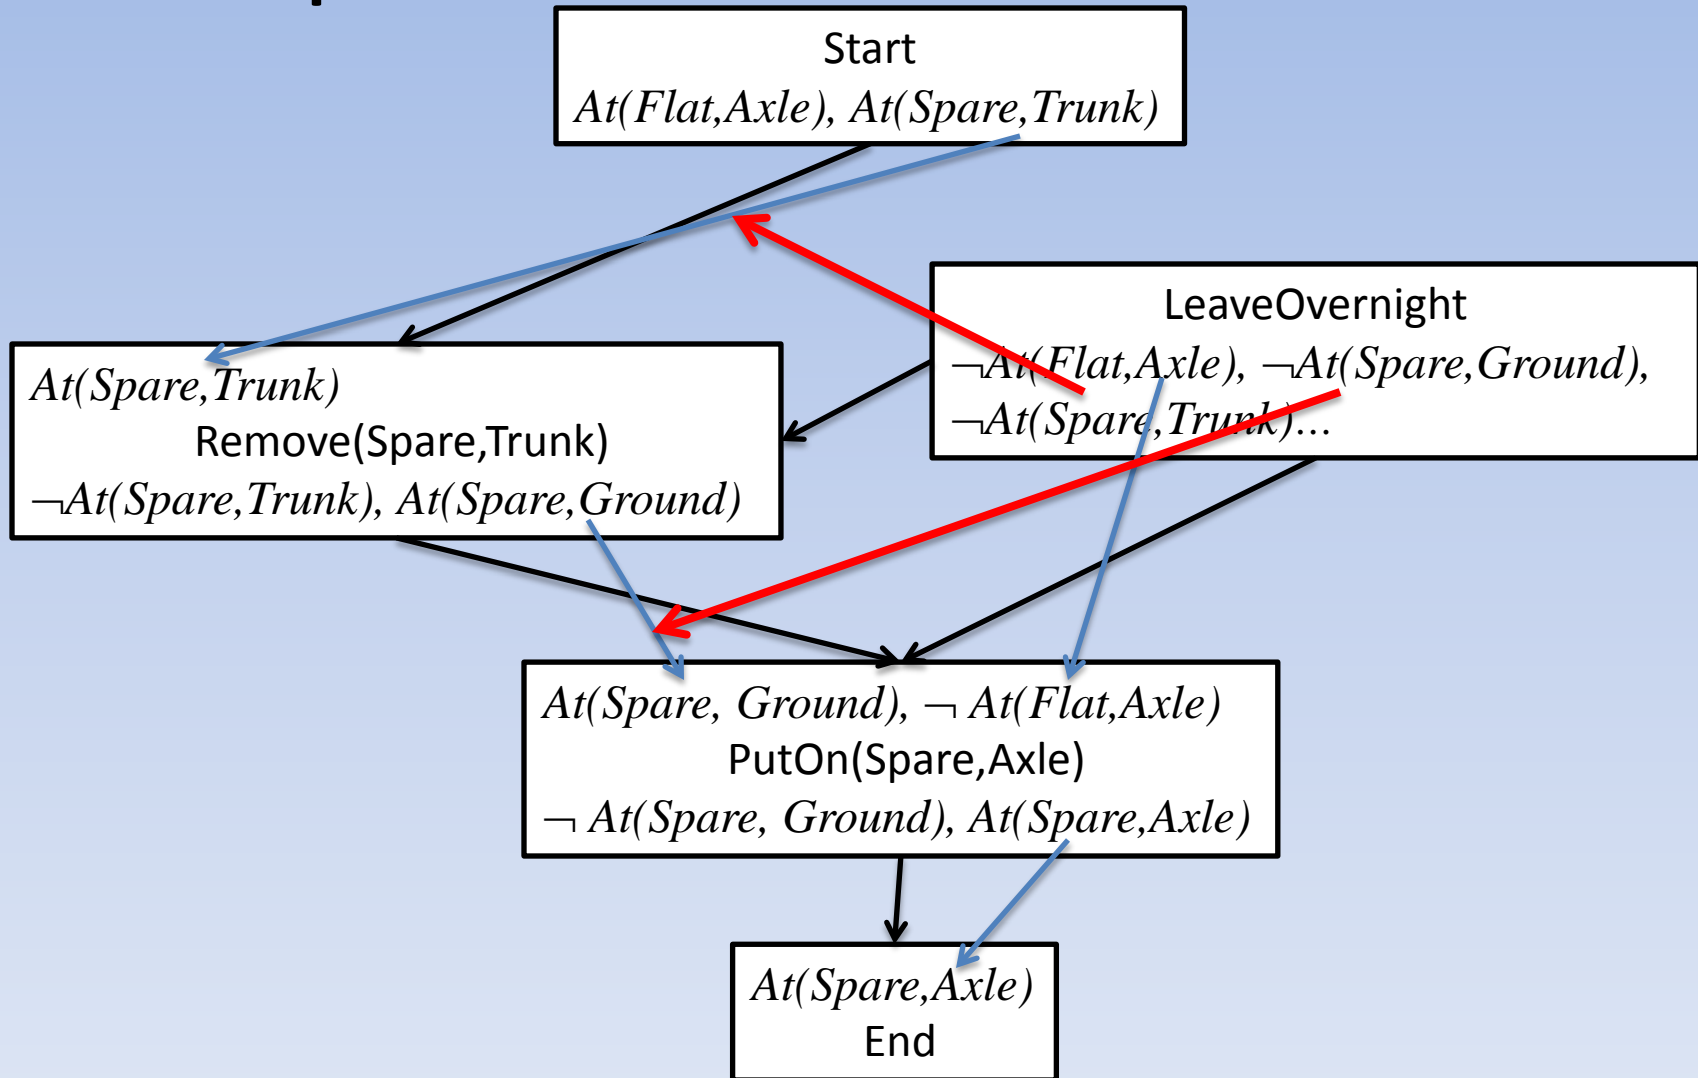 Start
At(Flat,Axle), At(Spare,Trunk)
LeaveOvernight
¬At(Flat,Axle), ¬At(Spare,Ground),
¬At(Spare,Trunk)...
At(Spare,Trunk)
Remove(Spare,Trunk)
¬At(Spare,Trunk), At(Spare,Ground)
At(Spare, Ground), ¬ At(Flat,Axle)
PutOn(Spare,Axle)
¬ At(Spare, Ground), At(Spare,Axle)
At(Spare,Axle)
End